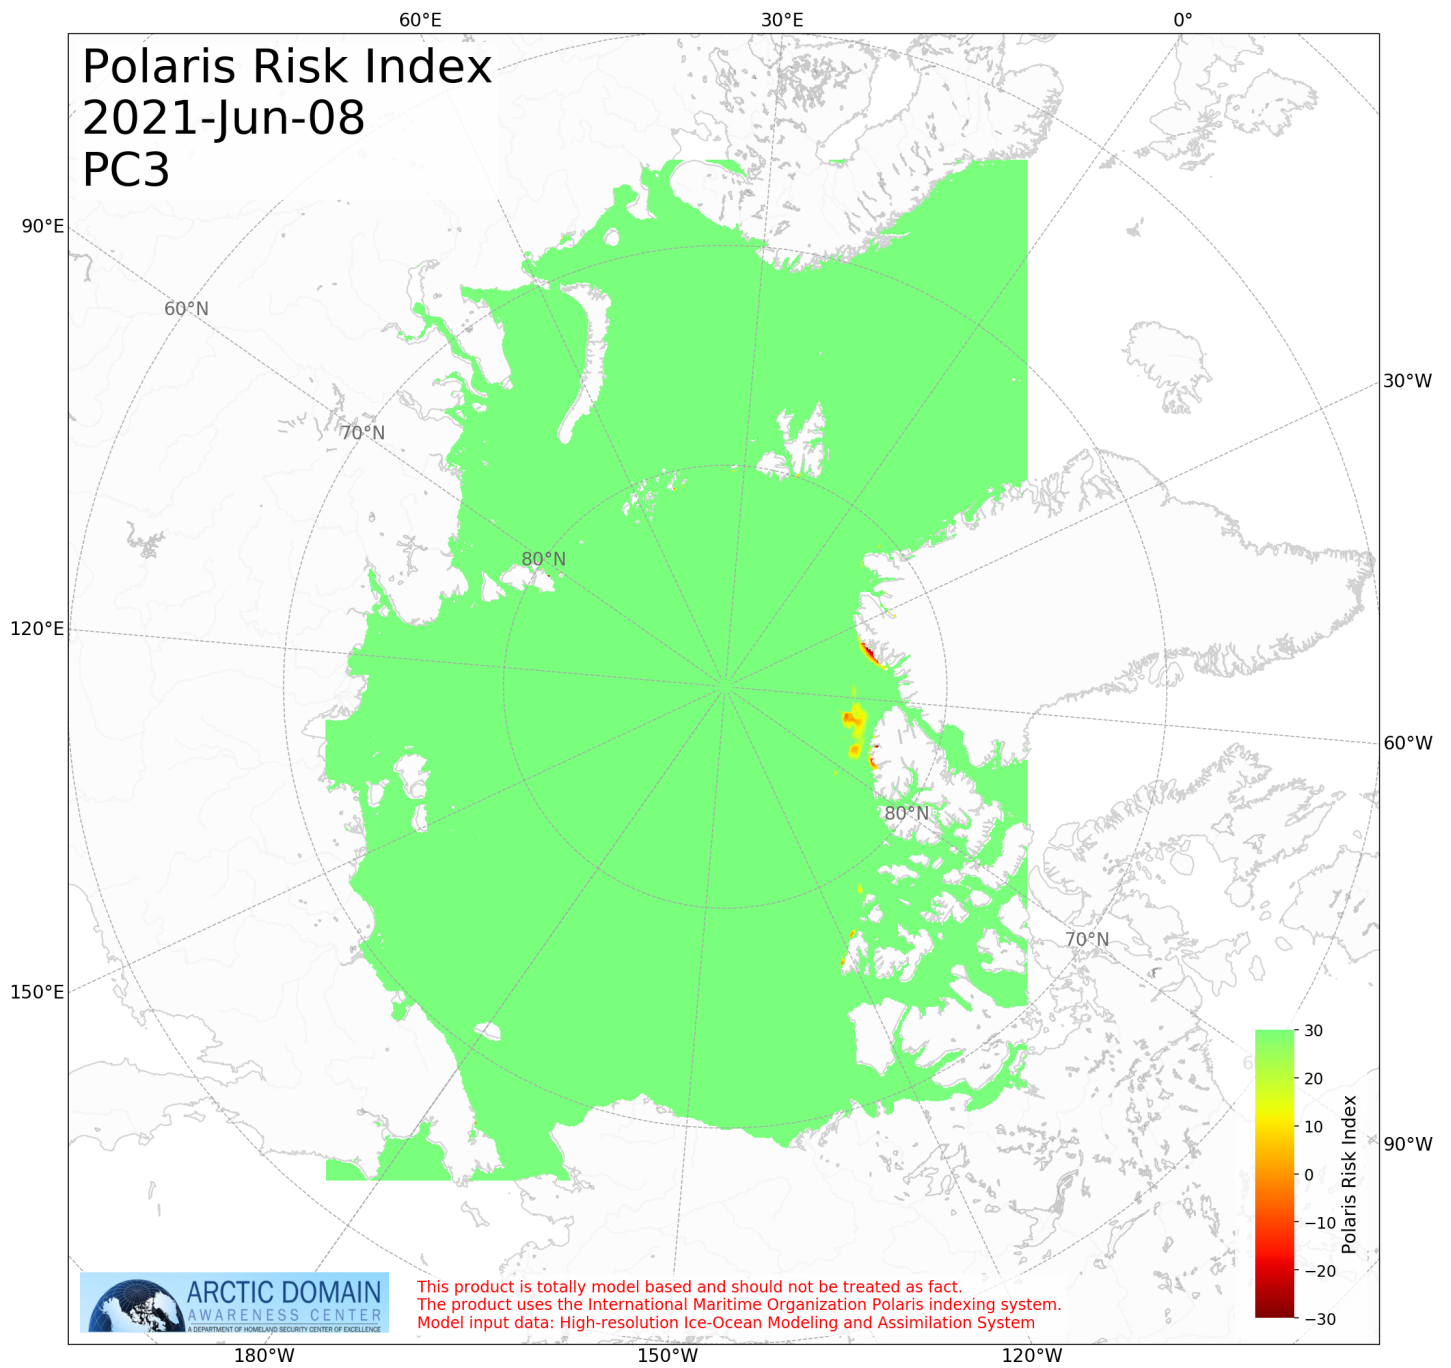 60°E 30°E 0°
Polaris Risk Index
2021-Jun-08
PC3
90°E
60°N
30°W
70°N
80°N
120°E
60°W
80°N
70°N
150°E
30
20
10
0
−10
−20
−30
Polaris Risk Index
90°W
ARCTIC DOMAIN
AWARENESS CENTER
A DEPARTMENT OF HOMELAND SECURITY CENTER OF EXCELLENCE
This product is totally model based and should not be treated as fact.
The product uses the International Maritime Organization Polaris indexing system.
Model input data: High-resolution Ice-Ocean Modeling and Assimilation System
180°W 150°W 120°W